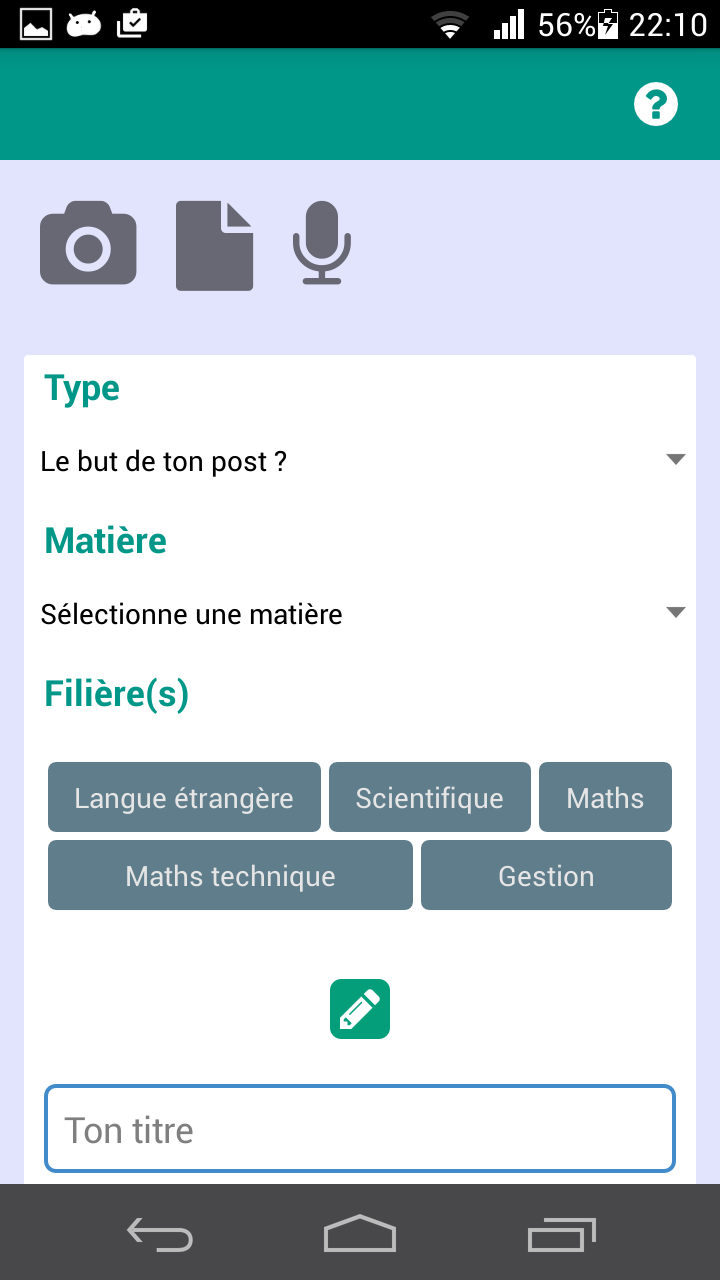 56% 22:10
Type
Le but de ton post ?
Matière
Sélectionne une matière
Filière(s)
Langue étrangère Scientifique Maths
Maths technique Gestion
Ton titre